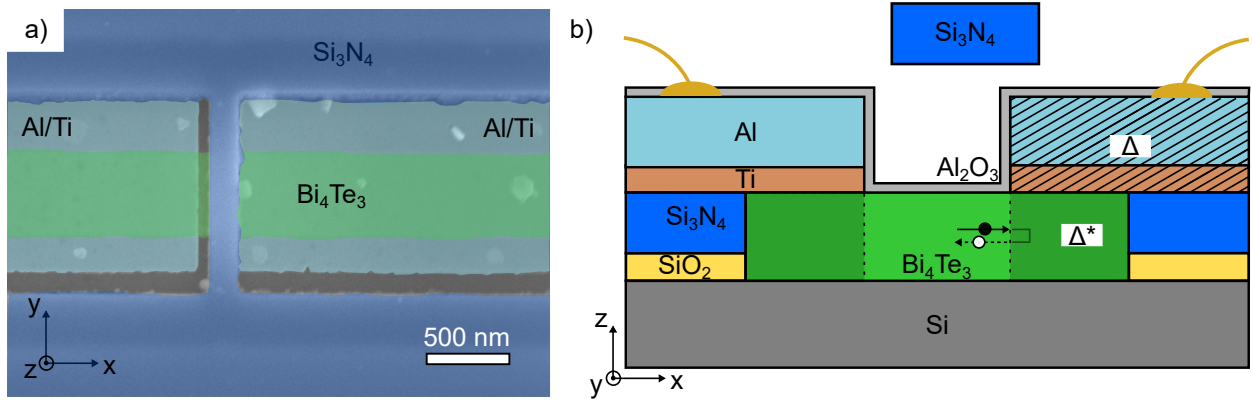 a)
Si₃N₄
Al/Ti
Al/Ti
Bi₄Te₃
500 nm
y
z
x
b)
Si₃N₄
Al
Δ
Ti
Al₂O₃
Si₃N₄
Δ*
SiO₂
Bi₄Te₃
Si
z
y
x